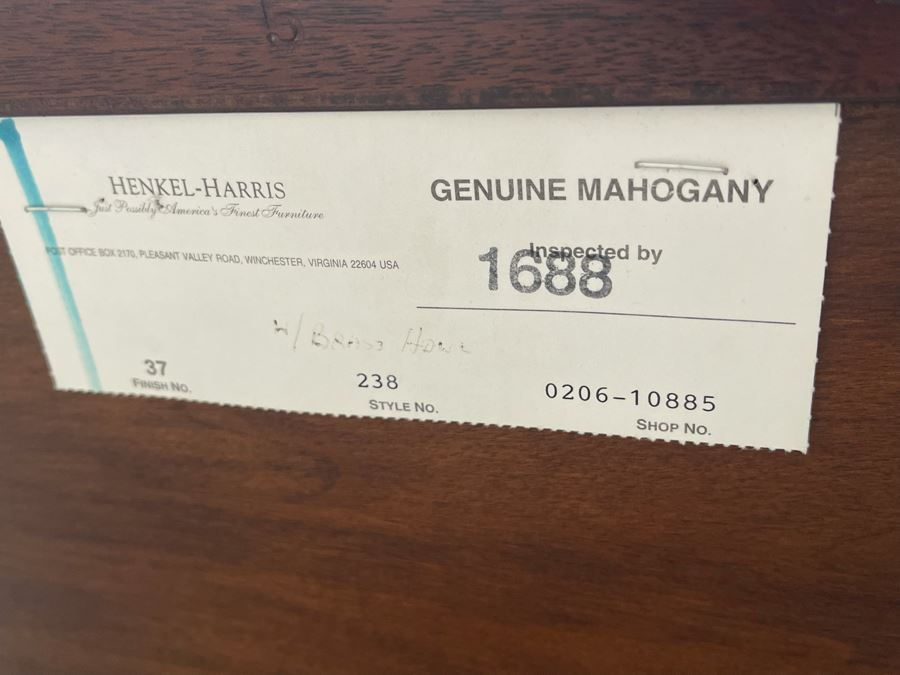 HENKEL-HARRIS
Just Possibly America's Finest Furniture
POST OFFICE BOX 2170, PLEASANT VALLEY ROAD, WINCHESTER, VIRGINIA 22604 USA
GENUINE MAHOGANY
Inspected by
1688
w/ Brass
37
FINISH NO.
238
STYLE NO.
0206-10885
SHOP NO.